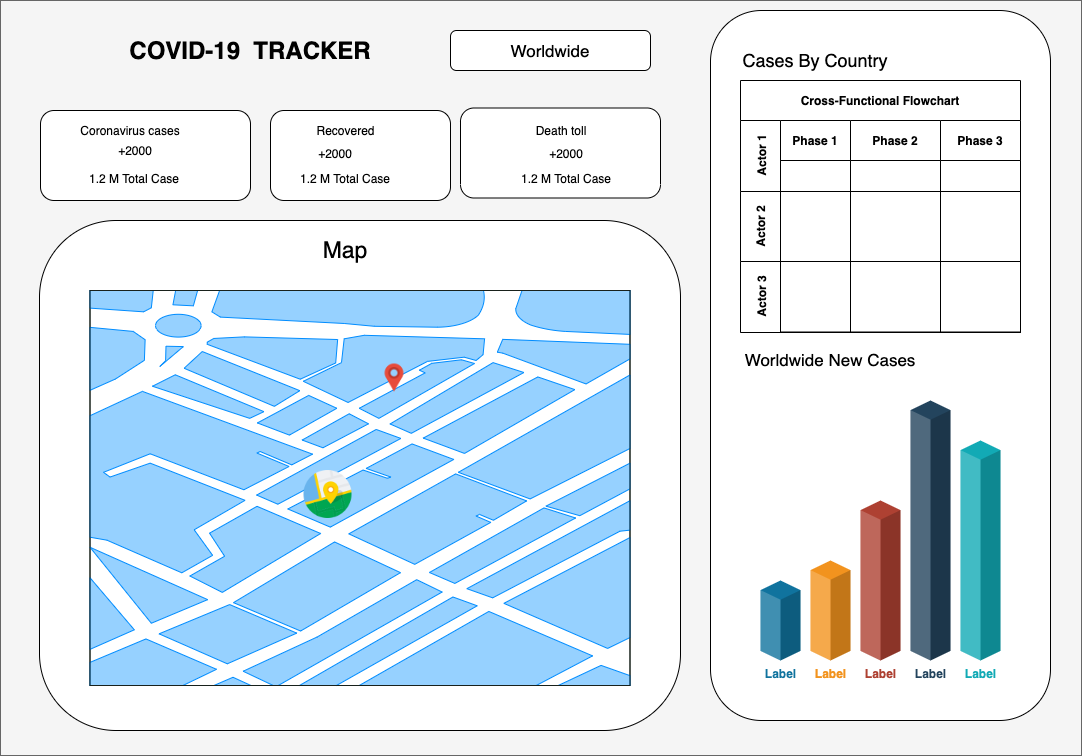 COVID-19 TRACKER
Worldwide
Coronavirus cases
+2000
1.2 M Total Case
Recovered
+2000
1.2 M Total Case
Death toll
+2000
1.2 M Total Case
Map
Cases By Country
Cross-Functional Flowchart
Phase 1 Phase 2 Phase 3
Actor 1
Actor 2
Actor 3
Worldwide New Cases
Label Label Label Label Label